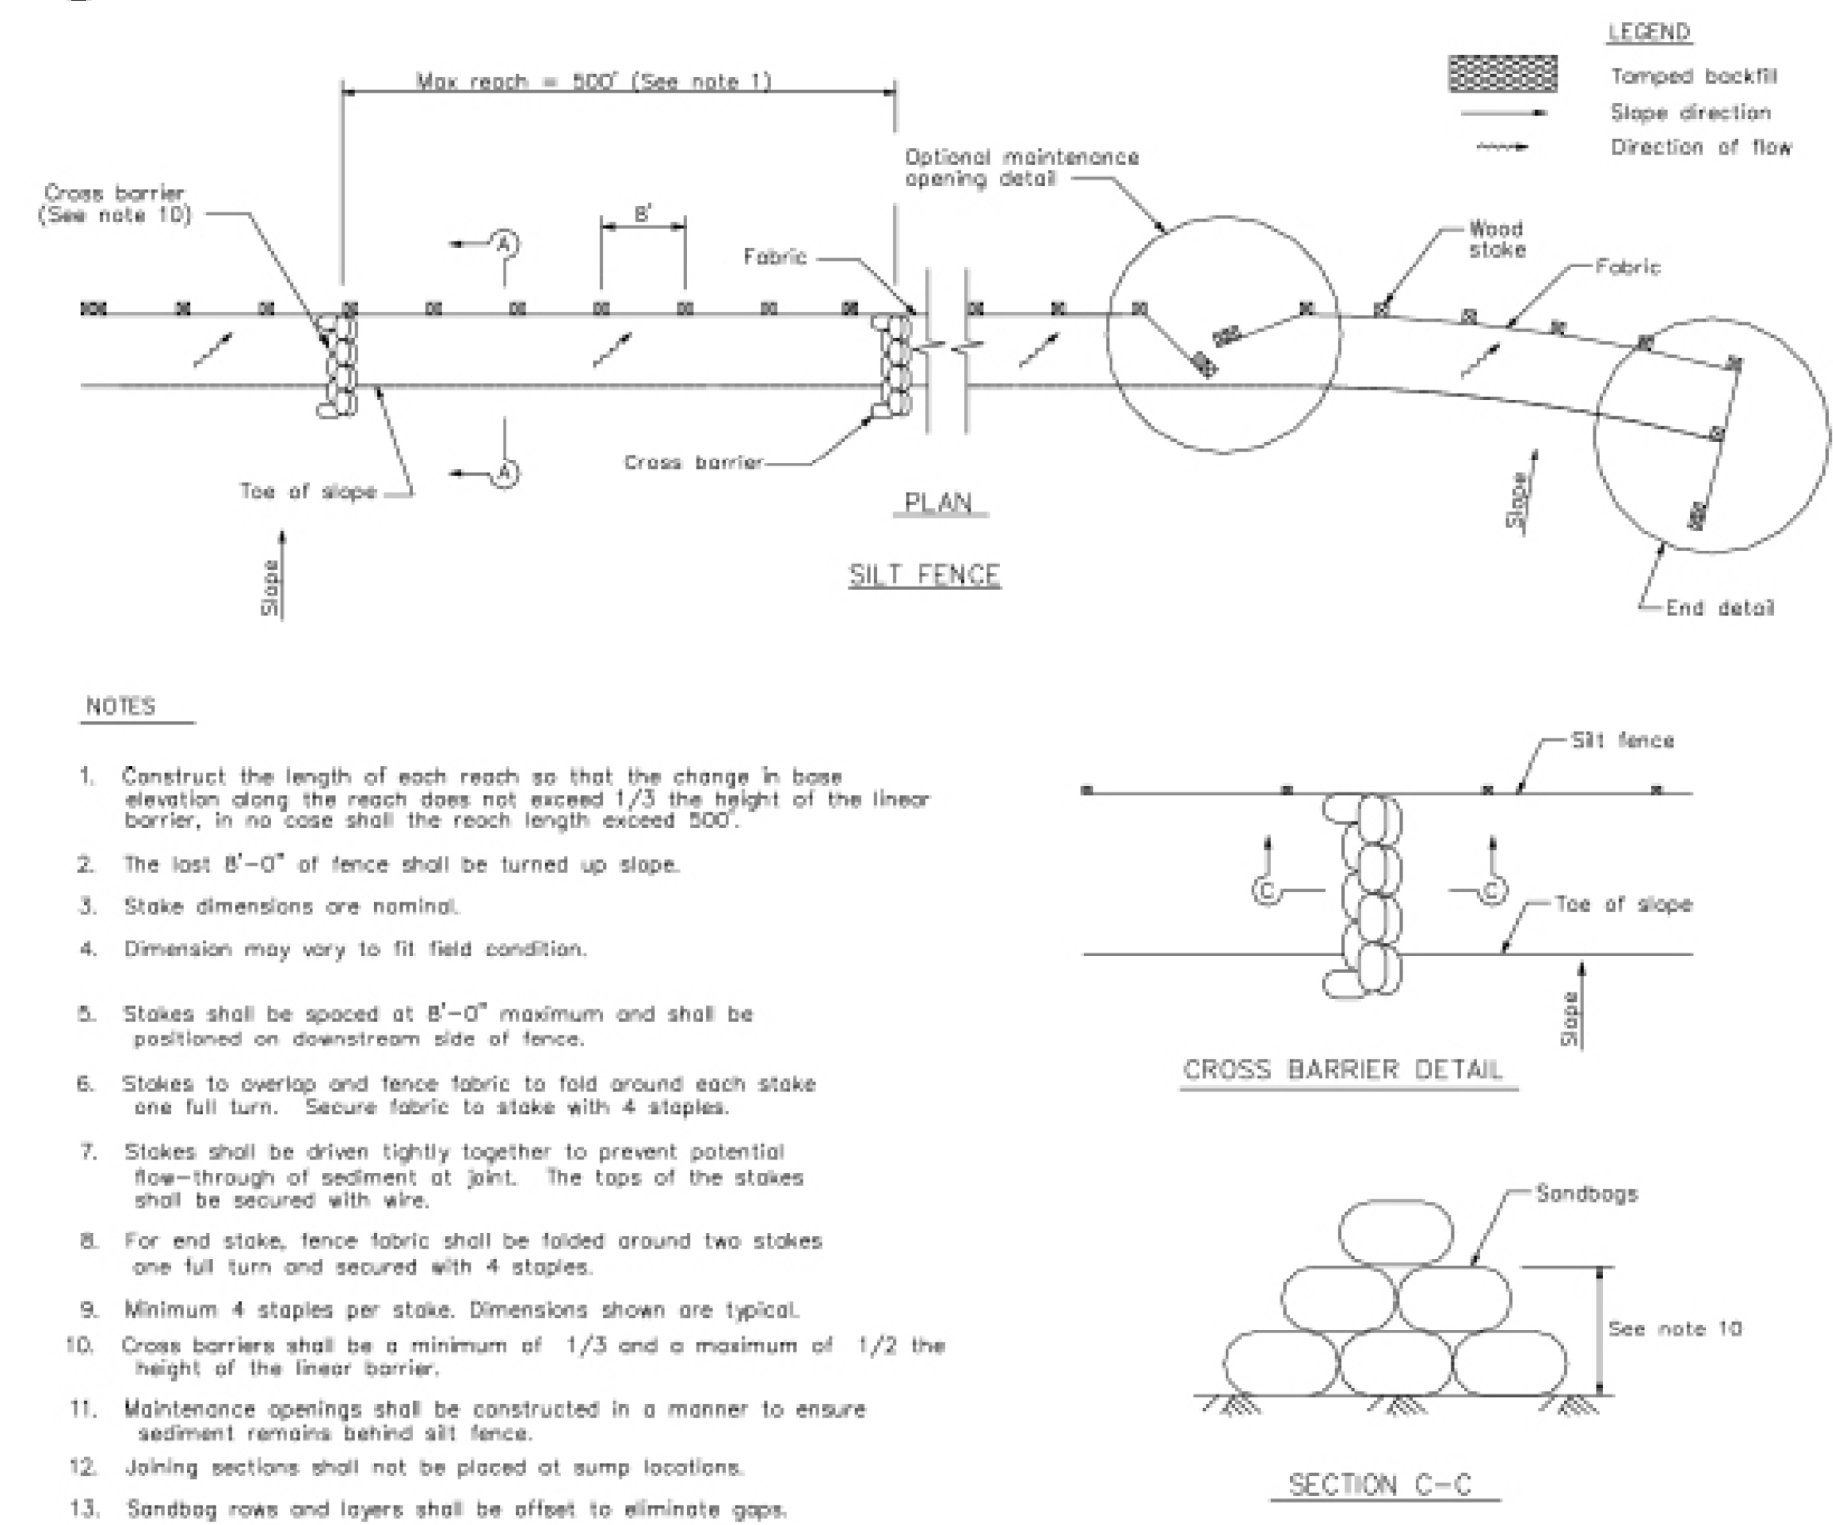 LEGEND
Tamped backfill
Slope direction
Direction of flow
Max reach = 500' (See note 1)
Optional maintenance
opening detail
Cross barrier
(See note 10)
8'
A
Fabric
Wood
stake
Fabric
Cross barrier
A
Toe of slope
PLAN
Slope
Slope
SILT FENCE
End detail
NOTES
1. Construct the length of each reach so that the change in base
elevation along the reach does not exceed 1/3 the height of the linear
barrier, in no case shall the reach length exceed 500'.
2. The last 8'-0" of fence shall be turned up slope.
3. Stake dimensions are nominal.
4. Dimension may vary to fit field condition.
5. Stakes shall be spaced at 8'-0" maximum and shall be
positioned on downstream side of fence.
6. Stakes to overlap and fence fabric to fold around each stake
one full turn. Secure fabric to stake with 4 staples.
7. Stakes shall be driven tightly together to prevent potential
flow-through of sediment at joint. The tops of the stakes
shall be secured with wire.
8. For end stake, fence fabric shall be folded around two stakes
one full turn and secured with 4 staples.
9. Minimum 4 staples per stake. Dimensions shown are typical.
10. Cross barriers shall be a minimum of 1/3 and a maximum of 1/2 the
height of the linear barrier.
11. Maintenance openings shall be constructed in a manner to ensure
sediment remains behind silt fence.
12. Joining sections shall not be placed at sump locations.
13. Sandbag rows and layers shall be offset to eliminate gaps.
Silt fence
C
C
Toe of slope
Slope
CROSS BARRIER DETAIL
Sandbags
See note 10
SECTION C-C